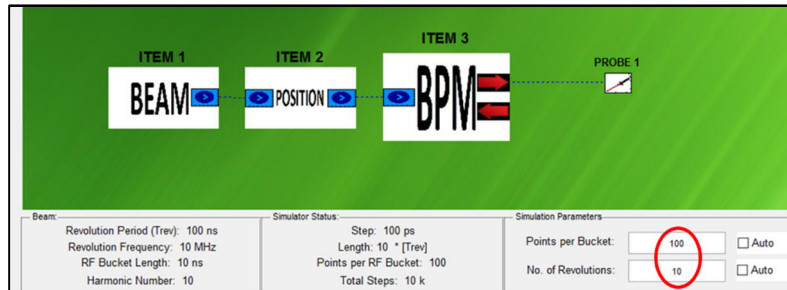 ITEM 1
ITEM 2
ITEM 3
PROBE 1
BEAM
POSITION
BPM
Beam:
Revolution Period (Trev): 100 ns
Revolution Frequency: 10 MHz
RF Bucket Length: 10 ns
Harmonic Number: 10
Simulator Status:
Step: 100 ps
Length: 10 * [Trev]
Points per RF Bucket: 100
Total Steps: 10 k
Simulation Parameters
Points per Bucket: 100 Auto
No. of Revolutions: 10 Auto